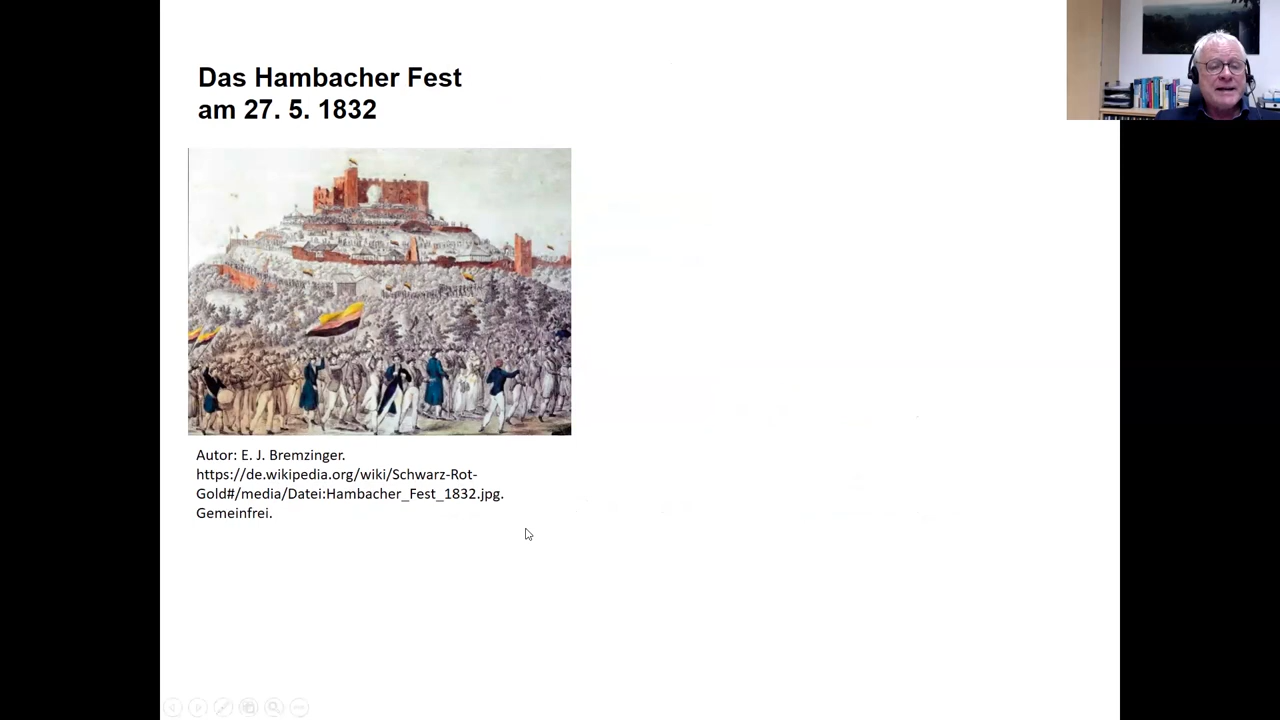 Das Hambacher Fest
am 27. 5. 1832
Autor: E. J. Bremzinger.
https://de.wikipedia.org/wiki/Schwarz-Rot-
Gold#/media/Datei:Hambacher_Fest_1832.jpg.
Gemeinfrei.